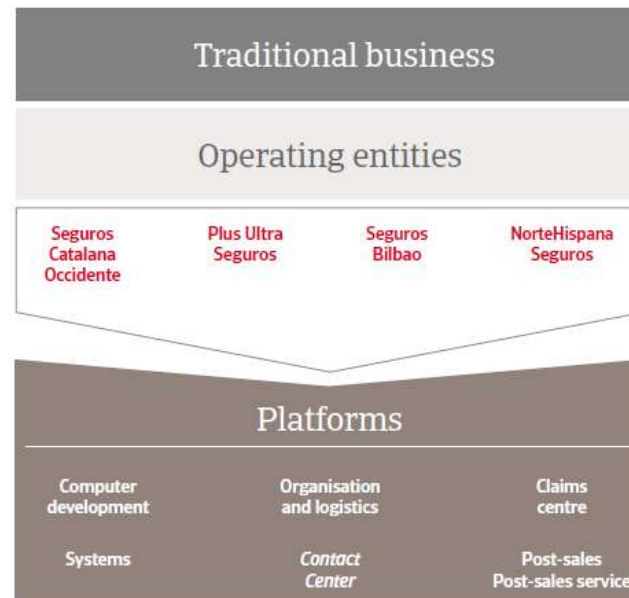 Traditional business
Operating entities
Seguros
Catalana
Occidente
Plus Ultra
Seguros
Seguros
Bilbao
NorteHispana
Seguros
Platforms
Computer
development
Organisation
and logistics
Claims
centre
Systems
Contact
Center
Post-sales
Post-sales service